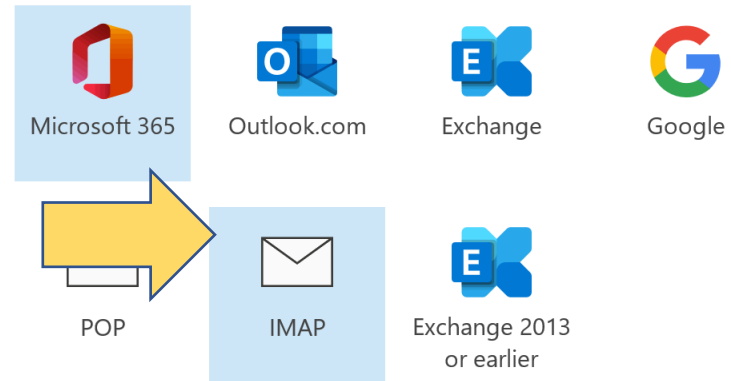 Microsoft 365
Outlook.com
Exchange
Google
POP
IMAP
Exchange 2013
or earlier